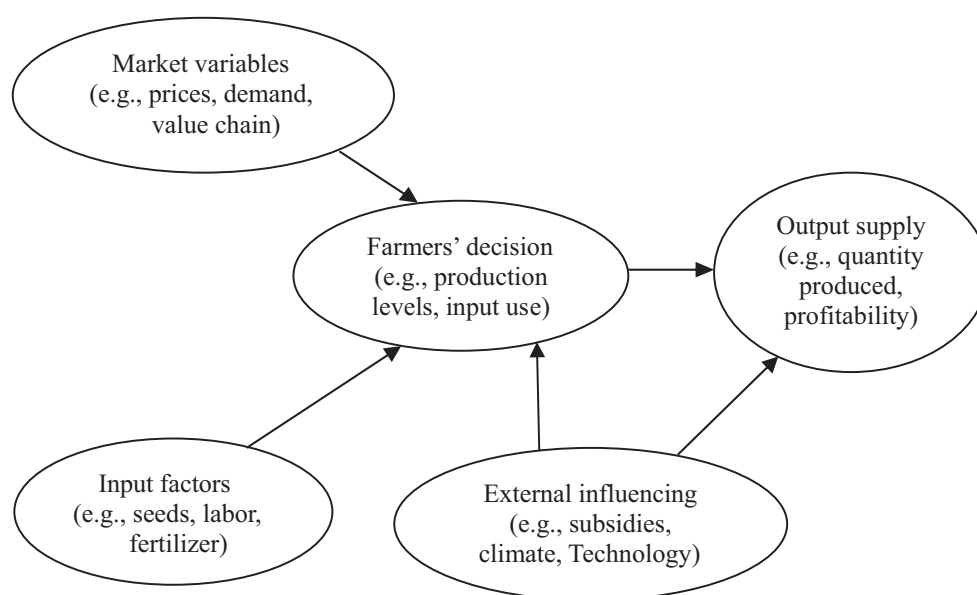 Market variables
(e.g., prices, demand,
value chain)
Farmers’ decision
(e.g., production
levels, input use)
Output supply
(e.g., quantity
produced,
profitability)
Input factors
(e.g., seeds, labor,
fertilizer)
External influencing
(e.g., subsidies,
climate, Technology)